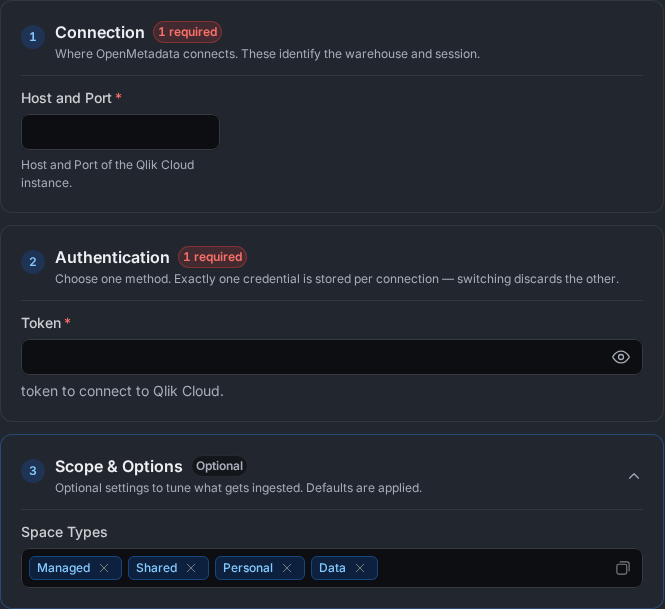 1
Connection
1 required
Where OpenMetadata connects. These identify the warehouse and session.
Host and Port *
Host and Port of the Qlik Cloud
instance.
2
Authentication
1 required
Choose one method. Exactly one credential is stored per connection — switching discards the other.
Token *
token to connect to Qlik Cloud.
3
Scope & Options
Optional
Optional settings to tune what gets ingested. Defaults are applied.
Space Types
Managed
Shared
Personal
Data